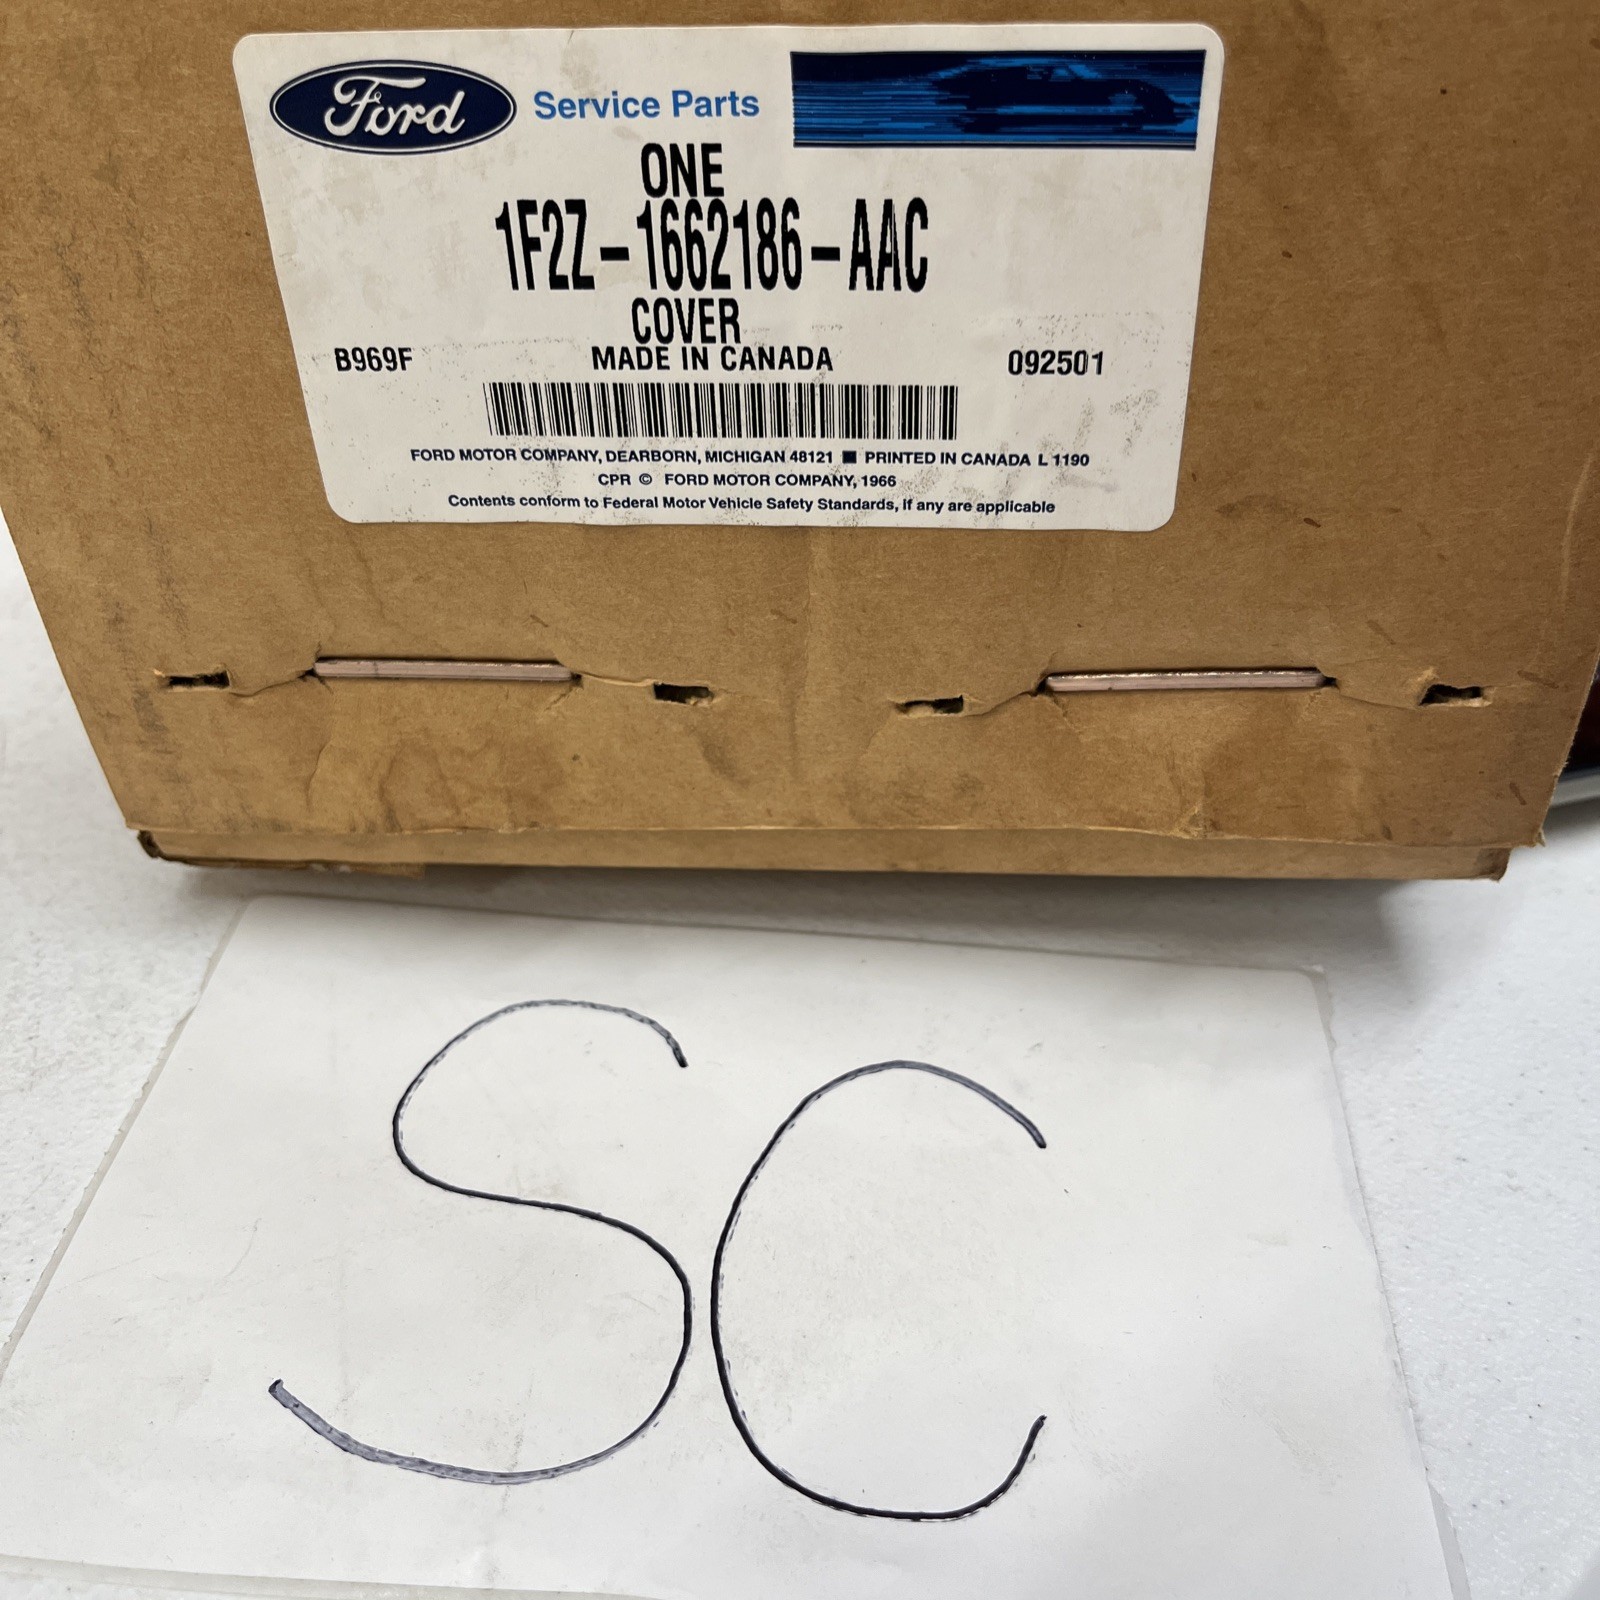 Ford Service Parts
ONE
1F2Z-1662186-AAC
COVER
B969F MADE IN CANADA 092501
FORD MOTOR COMPANY, DEARBORN, MICHIGAN 48121 ■ PRINTED IN CANADA L 1190
CPR © FORD MOTOR COMPANY, 1966
Contents conform to Federal Motor Vehicle Safety Standards, if any are applicable
SC